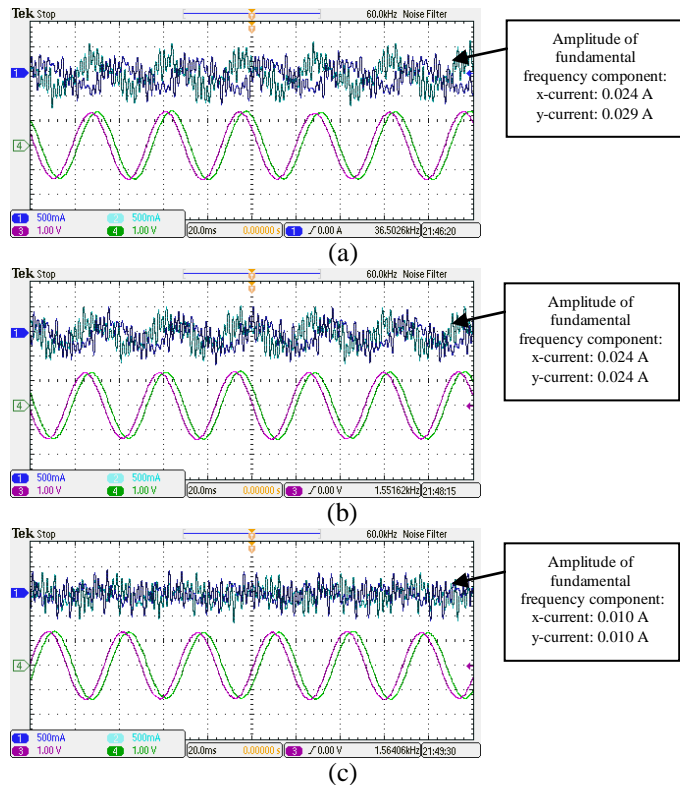 Tek Stop 60.0kHz Noise Filter
1
4
1 500mA 2 500mA
3 1.00 V 4 1.00 V 20.0ms 0.00000 s 1 0.00 A 36.5026kHz 21:46:20
Amplitude of
fundamental
frequency component:
x-current: 0.024 A
y-current: 0.029 A
(a)
Tek Stop 60.0kHz Noise Filter
1
4
1 500mA 2 500mA
3 1.00 V 4 1.00 V 20.0ms 0.00000 s 3 0.00 V 1.55162kHz 21:48:15
Amplitude of
fundamental
frequency component:
x-current: 0.024 A
y-current: 0.024 A
(b)
Tek Stop 60.0kHz Noise Filter
1
4
1 500mA 2 500mA
3 1.00 V 4 1.00 V 20.0ms 0.00000 s 3 0.00 V 1.56406kHz 21:49:30
Amplitude of
fundamental
frequency component:
x-current: 0.010 A
y-current: 0.010 A
(c)